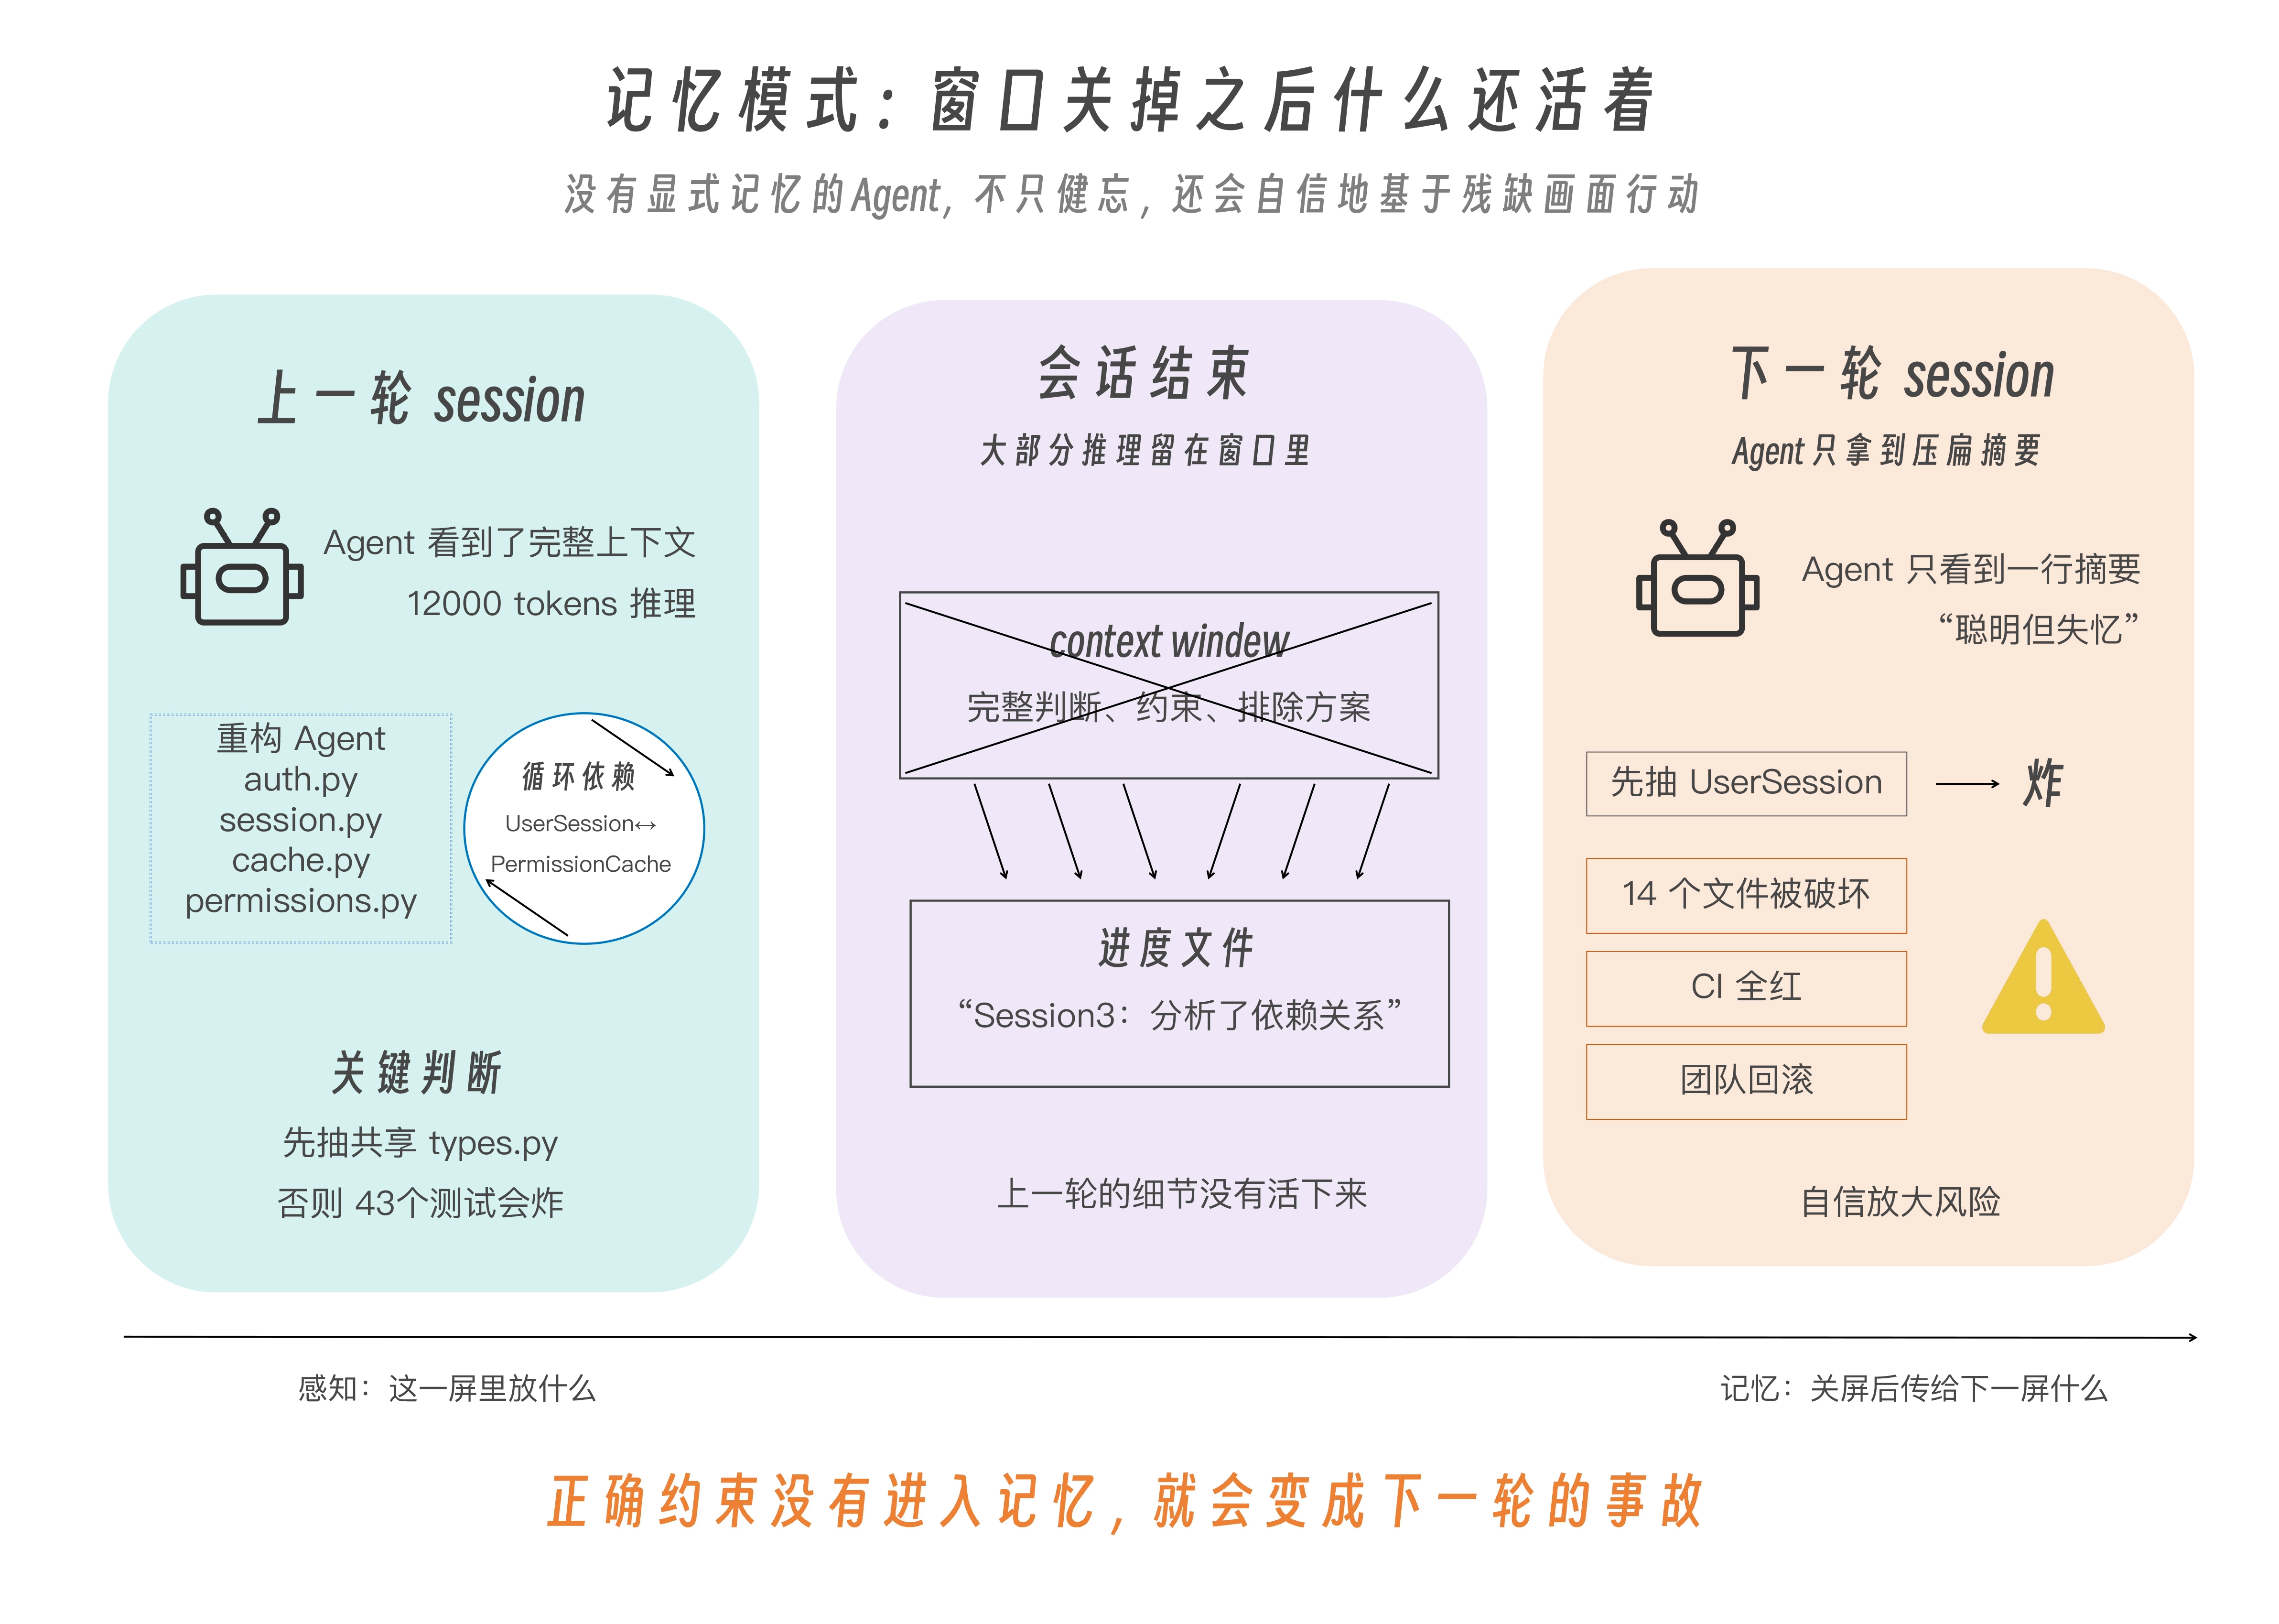 记忆模式：窗口关掉之后什么还活着
没有显式记忆的Agent，不只健忘，还会自信地基于残缺画面行动
上一轮 session
Agent 看到了完整上下文
12000 tokens 推理
重构 Agent
auth.py
session.py
cache.py
permissions.py
循环依赖
UserSession↔
PermissionCache
关键判断
先抽共享 types.py
否则 43个测试会炸
会话结束
大部分推理留在窗口里
context windew
完整判断、约束、排除方案
进度文件
“Session3：分析了依赖关系”
上一轮的细节没有活下来
下一轮 session
Agent 只拿到压扁摘要
Agent 只看到一行摘要
“聪明但失忆”
先抽 UserSession
炸
14 个文件被破坏
CI 全红
团队回滚
自信放大风险
感知：这一屏里放什么
记忆：关屏后传给下一屏什么
正确约束没有进入记忆，就会变成下一轮的事故